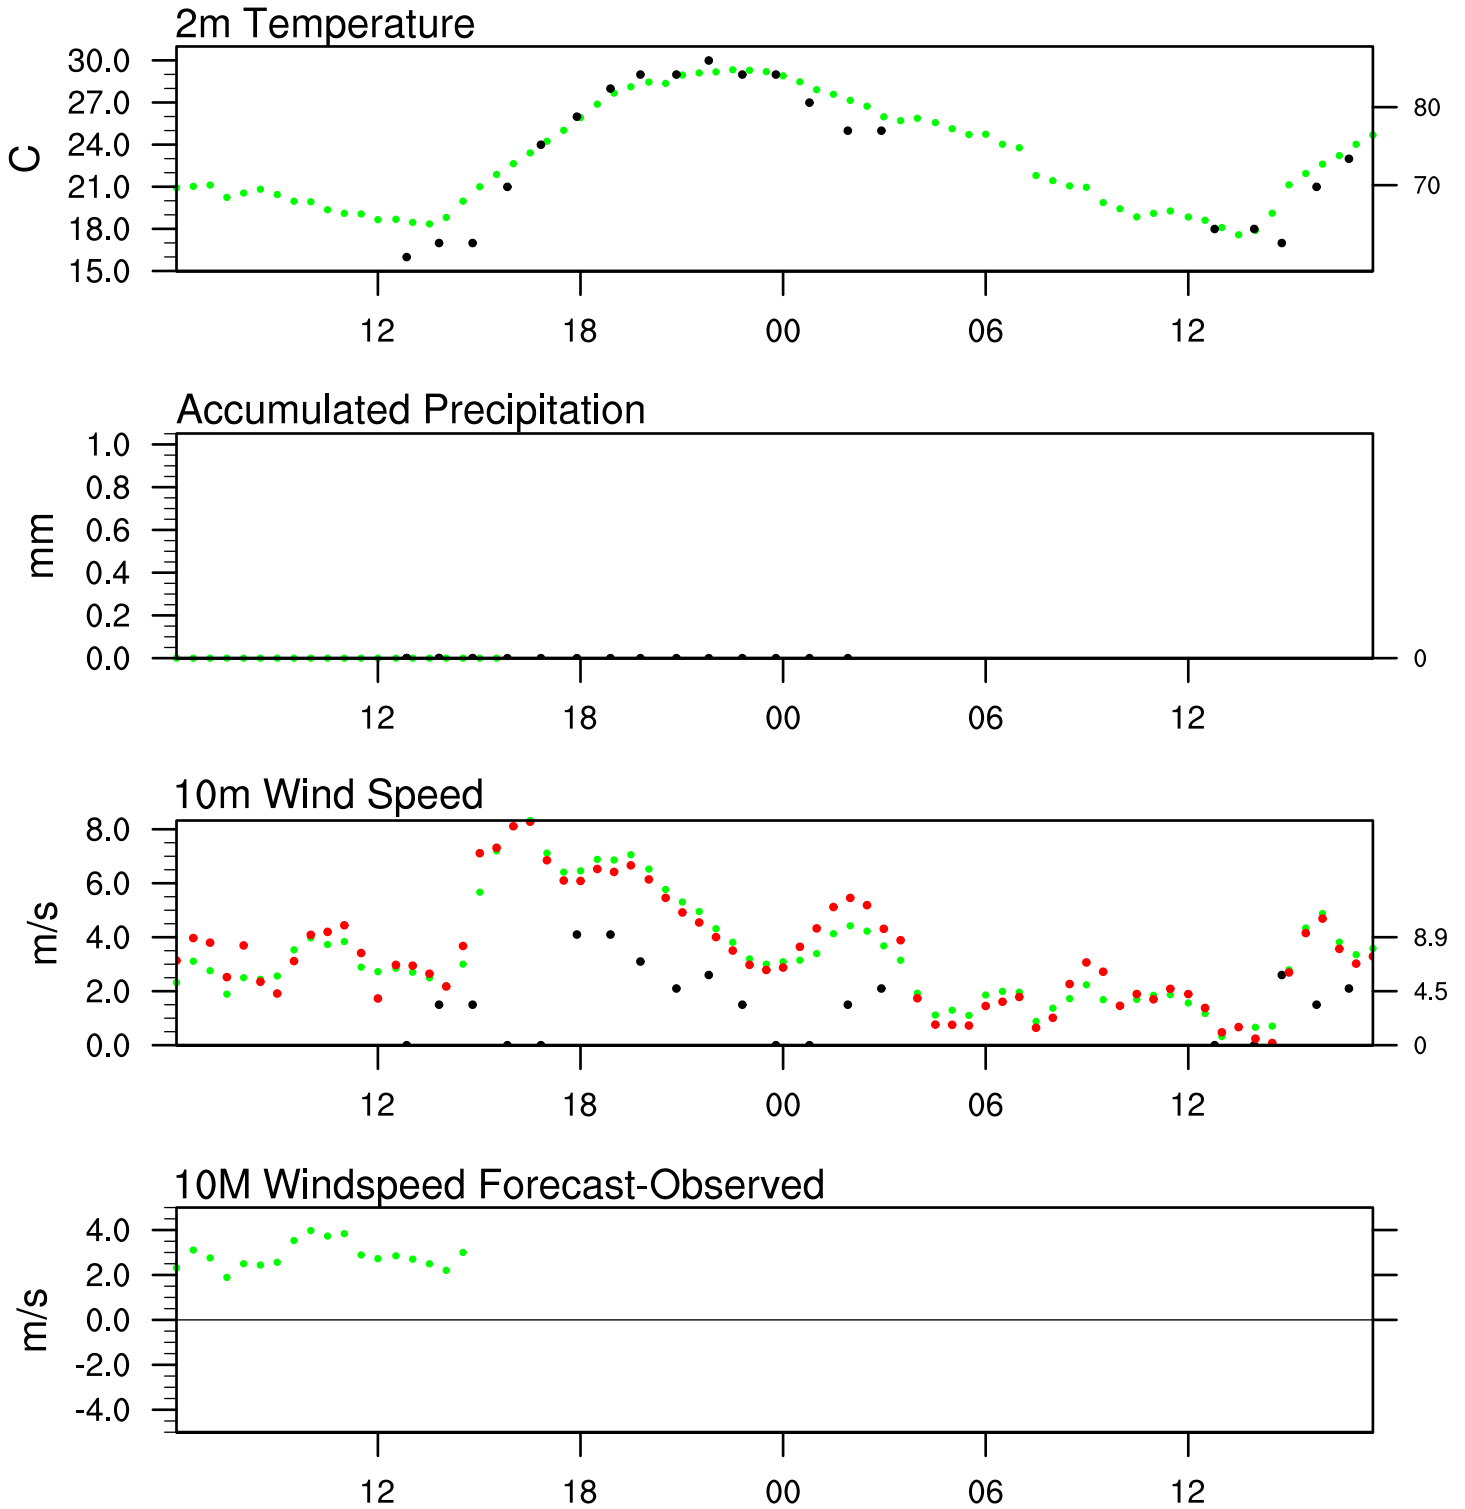 2m Temperature
30.0
27.0
24.0
21.0
18.0
15.0
C
80
70
12 18 00 06 12
Accumulated Precipitation
1.0
0.8
0.6
0.4
0.2
0.0
mm
0
12 18 00 06 12
10m Wind Speed
8.0
6.0
4.0
2.0
0.0
m/s
8.9
4.5
0
12 18 00 06 12
10M Windspeed Forecast-Observed
4.0
2.0
0.0
-2.0
-4.0
m/s
12 18 00 06 12